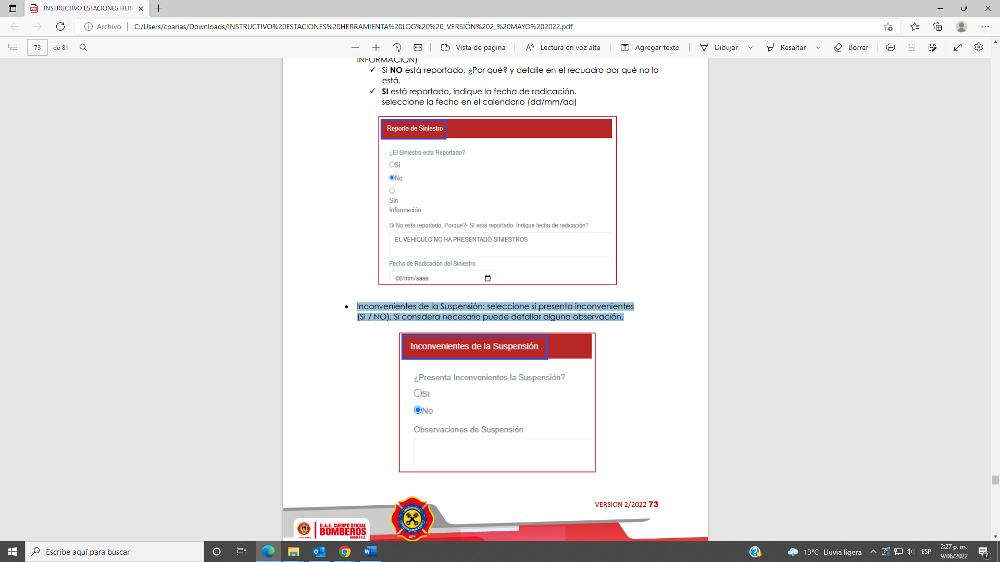 INSTRUCTIVO ESTACIONES HERR
Archivo
C:/Users/cparias/Downloads/INSTRUCTIVO%20ESTACIONES%20HERRAMIENTA%20LOG%20%20_VERSIÓN%202_%20MAYO%202022.pdf
73 de 81
Vista de página
Lectura en voz alta
Agregar texto
Dibujar
Resaltar
Borrar
INFORMACIÓN)
✓ Si NO está reportado, ¿Por qué? y detalle en el recuadro por qué no lo
está.
✓ SI está reportado, indique la fecha de radicación.
seleccione la fecha en el calendario (dd/mm/aa)
Reporte de Siniestro
¿El Siniestro esta Reportado?
Si
No
Sin
Información
Si No esta reportado, Porque?- SI está reportado. Indique fecha de redicación?
EL VEHÍCULO NO HA PRESENTADO SINIESTROS
Fecha de Radicación del Siniestro
dd/mm/aaaa
• Inconvenientes de la Suspensión: seleccione si presenta inconvenientes
(SI / NO), Si considera necesario puede detallar alguna observación.
Inconvenientes de la Suspensión
¿Presenta Inconvenientes la Suspensión?
Si
No
Observaciones de Suspensión
VERSION 2/2022 73
U.A.E. CUERPO OFICIAL
BOMBEROS
BOGOTÁ D.C.
Escribe aquí para buscar
13°C Lluvia ligera
ESP
2:27 p. m.
9/06/2022
7